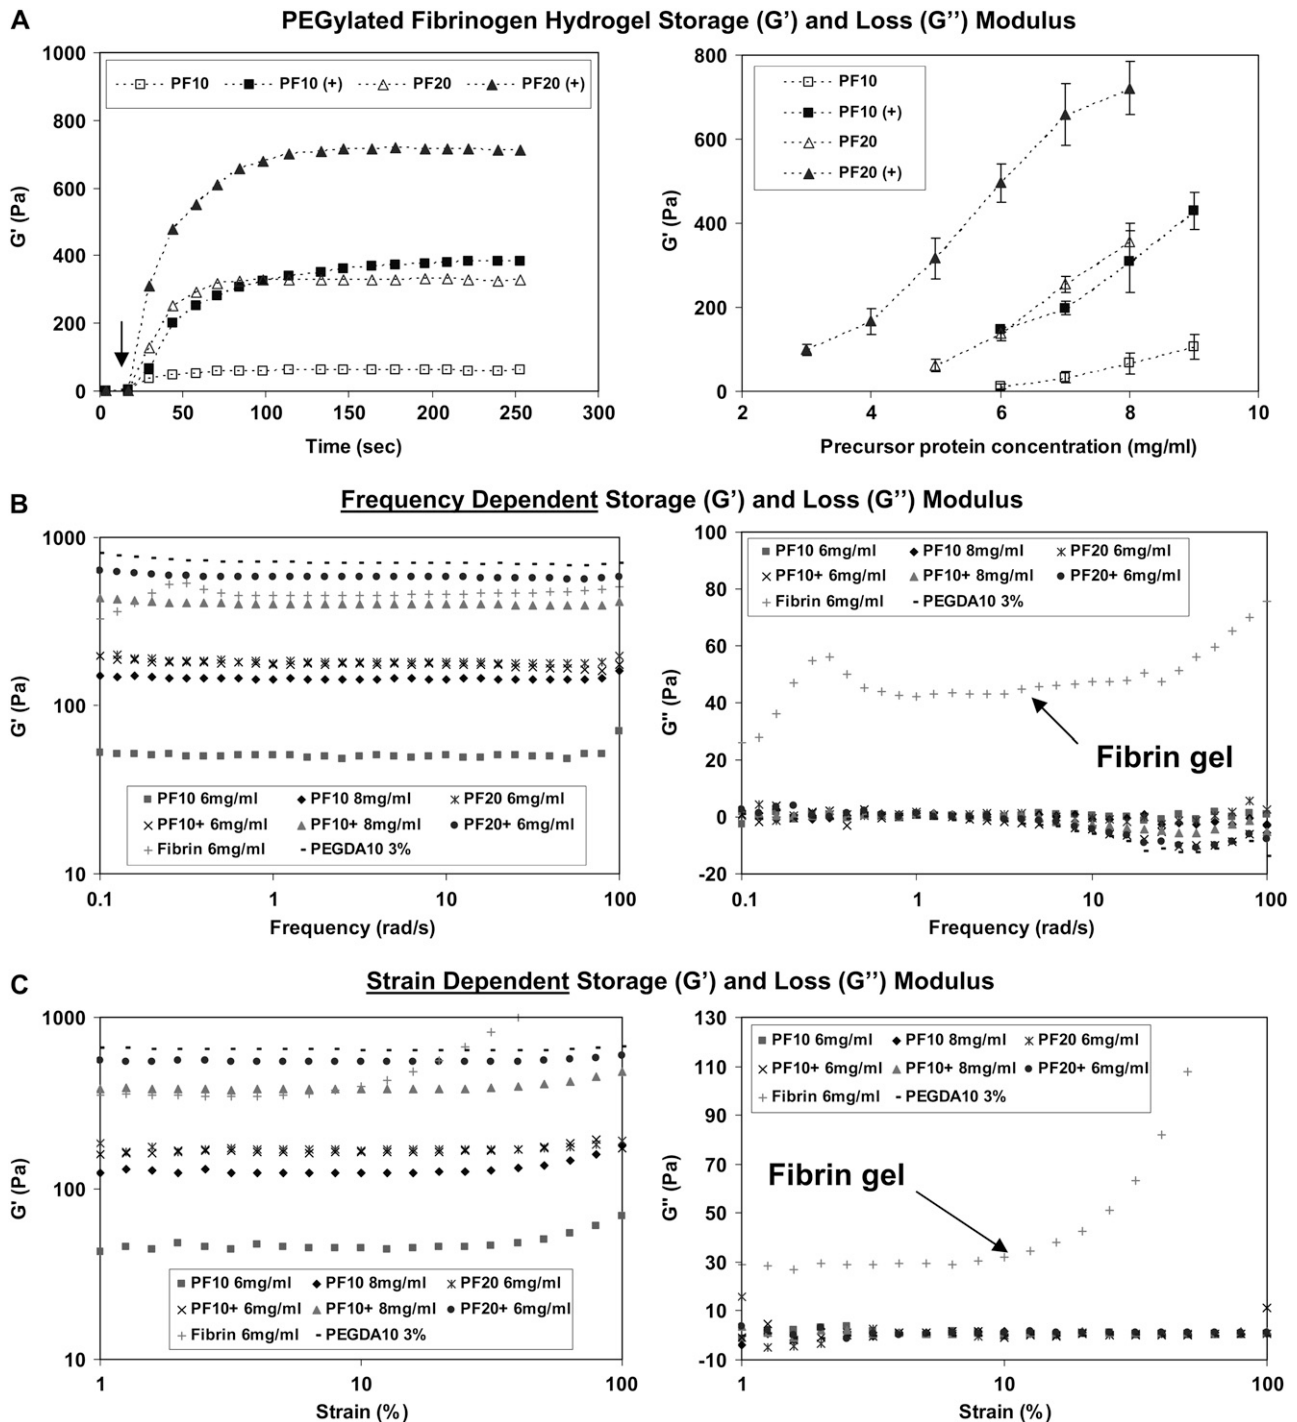 A
PEGylated Fibrinogen Hydrogel Storage (G’) and Loss (G’’) Modulus
1000
800
600
400
200
0
G' (Pa)
PF10 PF10 (+) PF20 PF20 (+)
0 50 100 150 200 250 300
Time (sec)
800
600
400
200
0
G' (Pa)
PF10
PF10 (+)
PF20
PF20 (+)
2 4 6 8 10
Precursor protein concentration (mg/ml)
B
Frequency Dependent Storage (G’) and Loss (G’’) Modulus
1000
100
10
G' (Pa)
PF10 6mg/ml PF10 8mg/ml PF20 6mg/ml
PF10+ 6mg/ml PF10+ 8mg/ml PF20+ 6mg/ml
Fibrin 6mg/ml PEGDA10 3%
0.1 1 10 100
Frequency (rad/s)
100
80
60
40
20
0
-20
G'' (Pa)
PF10 6mg/ml PF10 8mg/ml PF20 6mg/ml
PF10+ 6mg/ml PF10+ 8mg/ml PF20+ 6mg/ml
Fibrin 6mg/ml PEGDA10 3%
Fibrin gel
0.1 1 10 100
Frequency (rad/s)
C
Strain Dependent Storage (G’) and Loss (G’’) Modulus
1000
100
10
G' (Pa)
PF10 6mg/ml PF10 8mg/ml PF20 6mg/ml
PF10+ 6mg/ml PF10+ 8mg/ml PF20+ 6mg/ml
Fibrin 6mg/ml PEGDA10 3%
1 10 100
Strain (%)
130
110
90
70
50
30
10
-10
G'' (Pa)
PF10 6mg/ml PF10 8mg/ml PF20 6mg/ml
PF10+ 6mg/ml PF10+ 8mg/ml PF20+ 6mg/ml
Fibrin 6mg/ml PEGDA10 3%
Fibrin gel
1 10 100
Strain (%)